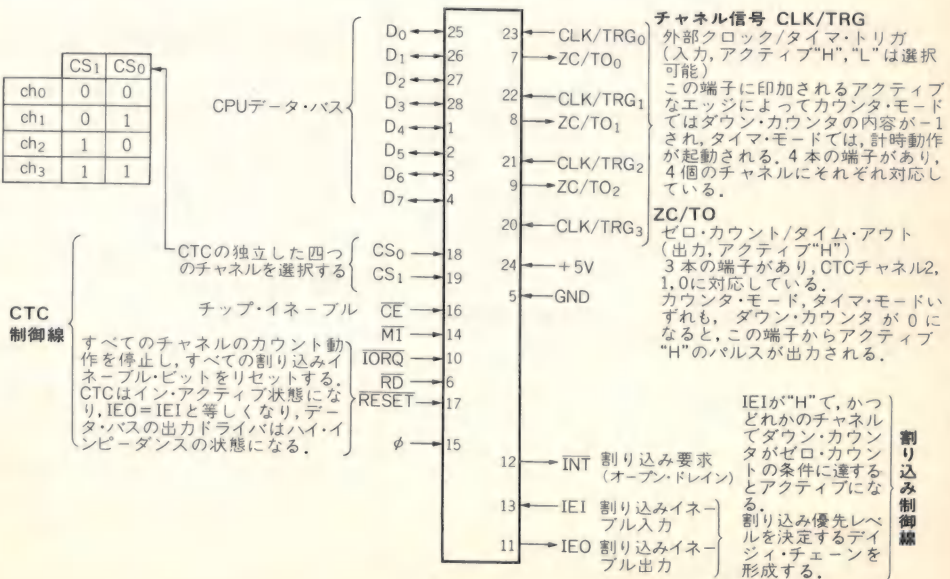 CS1 CS0
ch0 0 0
ch1 0 1
ch2 1 0
ch3 1 1
CPUデータ・バス
D0 25
D1 26
D2 27
D3 28
D4 1
D5 2
D6 3
D7 4
CTC
制御線
CTCの独立した四つ
のチャネルを選択する
CS0 18
CS1 19
チップ・イネーブル CE 16
MI 14
IORQ 10
RD 6
RESET 17
φ 15
すべてのチャネルのカウント動
作を停止し,すべての割り込みイ
ネーブル・ビットをリセットする.
CTCはイン・アクティブ状態にな
り,IEO=IEIと等しくなり,デー
タ・バスの出力ドライバはハイ・イ
ンピーダンスの状態になる.
23 CLK/TRG0
7 ZC/TO0
22 CLK/TRG1
8 ZC/TO1
21 CLK/TRG2
9 ZC/TO2
20 CLK/TRG3
24 +5V
5 GND
12 INT 割り込み要求
(オープン・ドレイン)
13 IEI 割り込みイネー
ブル入力
11 IEO 割り込みイネー
ブル出力
チャネル信号 CLK/TRG
外部クロック/タイマ・トリガ
(入力,アクティブ“H”,“L”は選択
可能)
この端子に印加されるアクティブ
なエッジによってカウンタ・モード
ではダウン・カウンタの内容が−1
され,タイマ・モードでは,計時動作
が起動される.4本の端子があり,
4個のチャネルにそれぞれ対応し
ている.
ZC/TO
ゼロ・カウント/タイム・アウト
(出力,アクティブ“H”)
3本の端子があり,CTCチャネル2,
1,0に対応している.
カウンタ・モード,タイマ・モードい
ずれも, ダウン・カウンタ が 0 に
なると,この端子からアクティブ
“H”のパルスが出力される.
IEIが“H”で,かつ
どれかのチャネル
でダウン・カウン
タがゼロ・カウン
トの条件に達する
とアクティブにな
る.
割り込み優先レベ
ルを決定するデイ
ジィ・チェーンを
形成する.
割り込み制御線